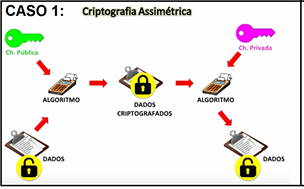 CASO 1:
Criptografia Assimétrica
Ch. Pública
Ch. Privada
ALGORITMO
DADOS
CRIPTOGRAFADOS
ALGORITMO
DADOS
DADOS